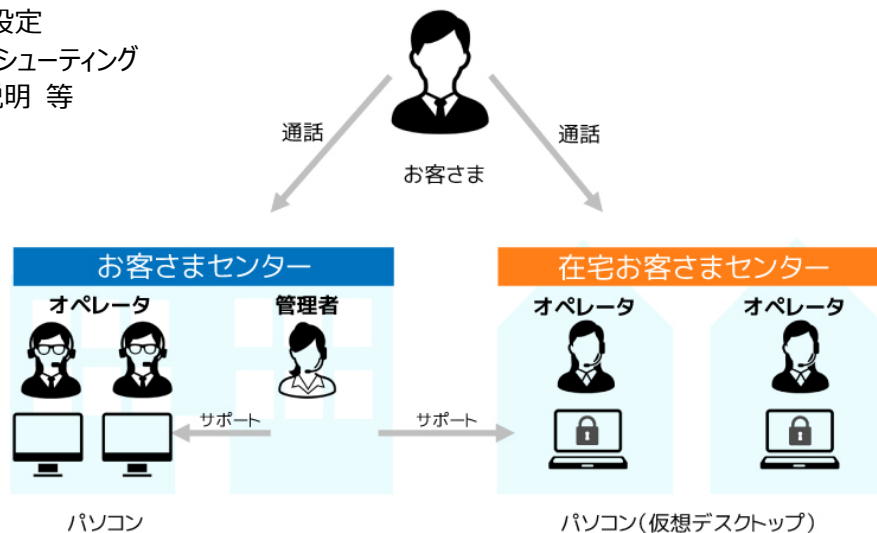 設定
シューティング
説明 等
通話
通話
お客さま
お客さまセンター
在宅お客さまセンター
オペレータ
管理者
オペレータ
オペレータ
サポート
サポート
パソコン
パソコン(仮想デスクトップ)